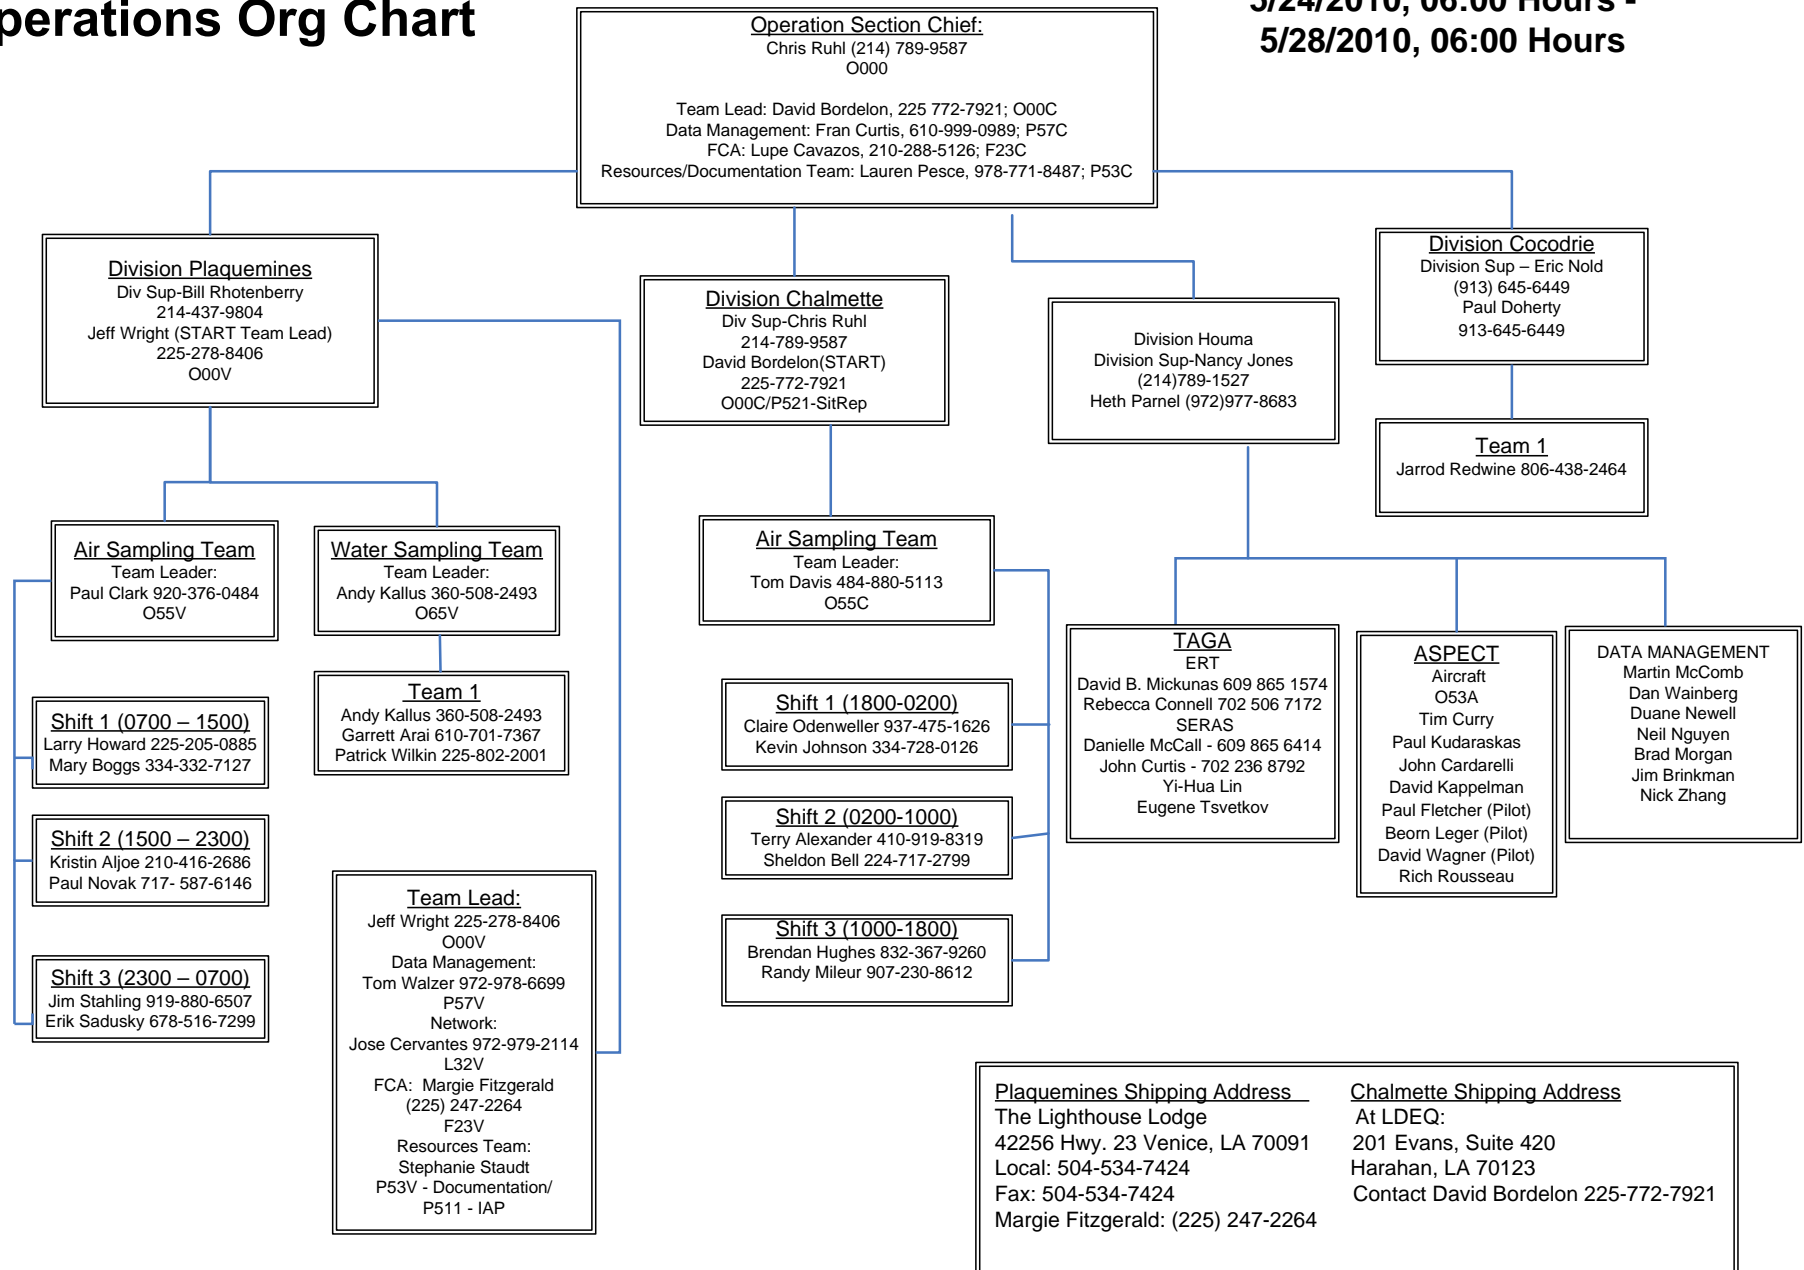 perations Org Chart
5/24/2010, 06:00 Hours -
5/28/2010, 06:00 Hours
Operation Section Chief:
Chris Ruhl (214) 789-9587
O000
Team Lead: David Bordelon, 225 772-7921; O00C
Data Management: Fran Curtis, 610-999-0989; P57C
FCA: Lupe Cavazos, 210-288-5126; F23C
Resources/Documentation Team: Lauren Pesce, 978-771-8487; P53C
Division Plaquemines
Div Sup-Bill Rhotenberry
214-437-9804
Jeff Wright (START Team Lead)
225-278-8406
O00V
Division Chalmette
Div Sup-Chris Ruhl
214-789-9587
David Bordelon(START)
225-772-7921
O00C/P521-SitRep
Division Houma
Division Sup-Nancy Jones
(214)789-1527
Heth Parnel (972)977-8683
Division Cocodrie
Division Sup – Eric Nold
(913) 645-6449
Paul Doherty
913-645-6449
Team 1
Jarrod Redwine 806-438-2464
Air Sampling Team
Team Leader:
Paul Clark 920-376-0484
O55V
Water Sampling Team
Team Leader:
Andy Kallus 360-508-2493
O65V
Air Sampling Team
Team Leader:
Tom Davis 484-880-5113
O55C
Team 1
Andy Kallus 360-508-2493
Garrett Arai 610-701-7367
Patrick Wilkin 225-802-2001
Shift 1 (0700 – 1500)
Larry Howard 225-205-0885
Mary Boggs 334-332-7127
Shift 2 (1500 – 2300)
Kristin Aljoe 210-416-2686
Paul Novak 717- 587-6146
Shift 3 (2300 – 0700)
Jim Stahling 919-880-6507
Erik Sadusky 678-516-7299
Team Lead:
Jeff Wright 225-278-8406
O00V
Data Management:
Tom Walzer 972-978-6699
P57V
Network:
Jose Cervantes 972-979-2114
L32V
FCA:  Margie Fitzgerald
(225) 247-2264
F23V
Resources Team:
Stephanie Staudt
P53V - Documentation/
P511 - IAP
Shift 1 (1800-0200)
Claire Odenweller 937-475-1626
Kevin Johnson 334-728-0126
Shift 2 (0200-1000)
Terry Alexander 410-919-8319
Sheldon Bell 224-717-2799
Shift 3 (1000-1800)
Brendan Hughes 832-367-9260
Randy Mileur 907-230-8612
TAGA
ERT
David B. Mickunas 609 865 1574
Rebecca Connell 702 506 7172
SERAS
Danielle McCall - 609 865 6414
John Curtis - 702 236 8792
Yi-Hua Lin
Eugene Tsvetkov
ASPECT
Aircraft
O53A
Tim Curry
Paul Kudaraskas
John Cardarelli
David Kappelman
Paul Fletcher (Pilot)
Beorn Leger (Pilot)
David Wagner (Pilot)
Rich Rousseau
DATA MANAGEMENT
Martin McComb
Dan Wainberg
Duane Newell
Neil Nguyen
Brad Morgan
Jim Brinkman
Nick Zhang
Plaquemines Shipping Address
The Lighthouse Lodge
42256 Hwy. 23 Venice, LA 70091
Local: 504-534-7424
Fax: 504-534-7424
Margie Fitzgerald: (225) 247-2264
Chalmette Shipping Address
At LDEQ:
201 Evans, Suite 420
Harahan, LA 70123
Contact David Bordelon 225-772-7921